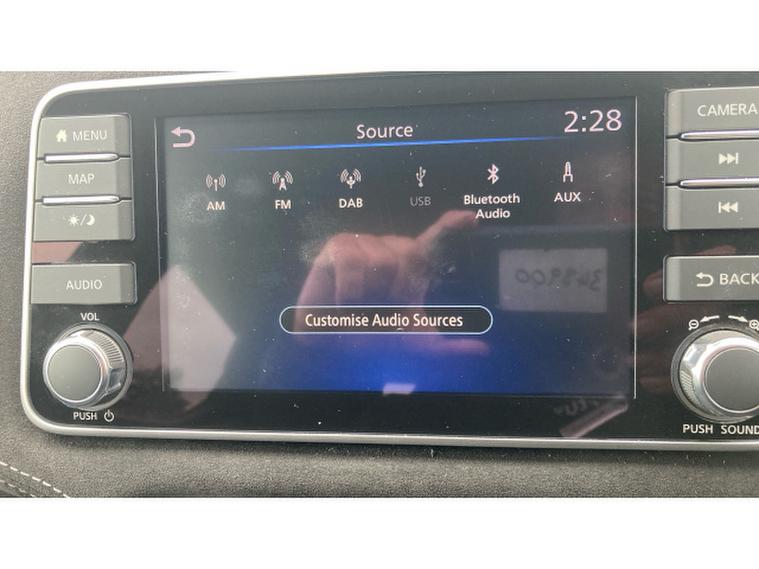 MENU
MAP
AUDIO
VOL
PUSH
Source
2:28
AM
FM
DAB
USB
Bluetooth
Audio
AUX
Customise Audio Sources
CAMERA
BACK
PUSH SOUND